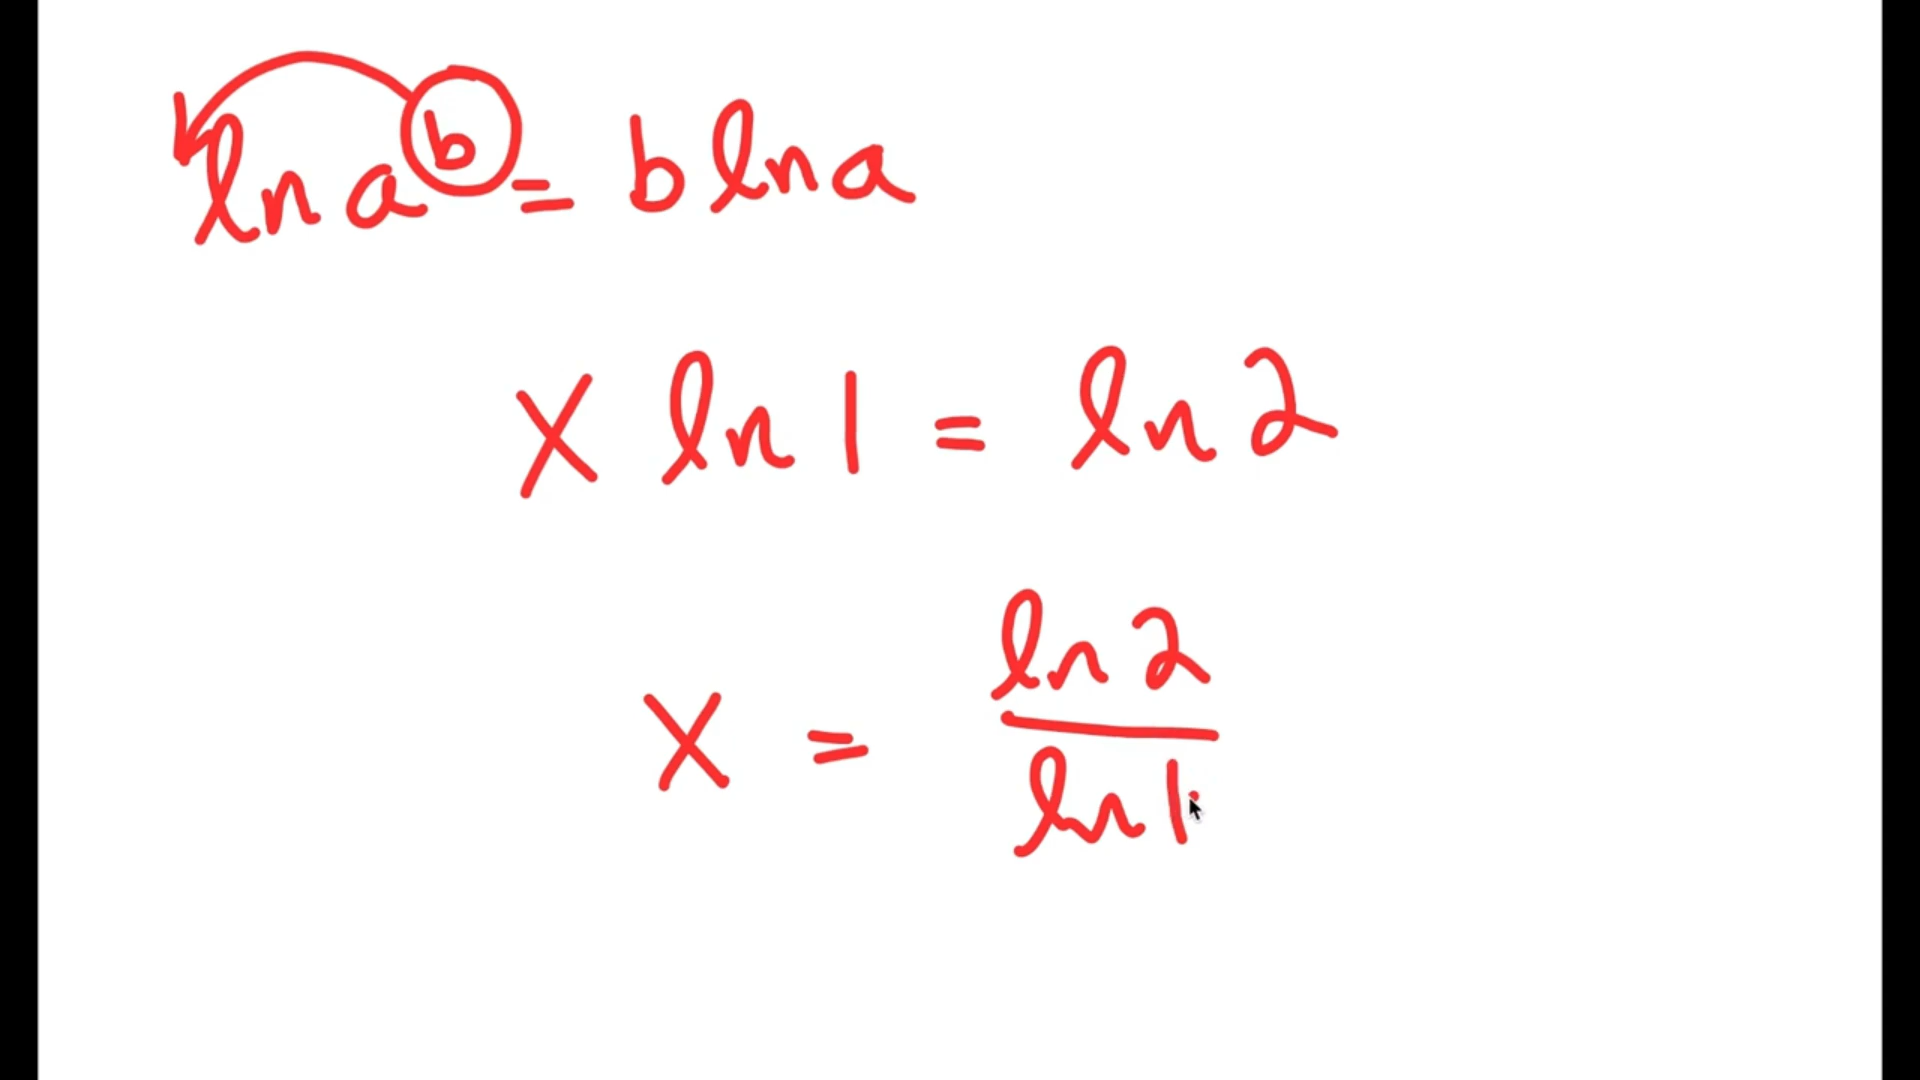 ln a^b = b ln a
x ln 1 = ln 2
x = ln 2 / ln 1